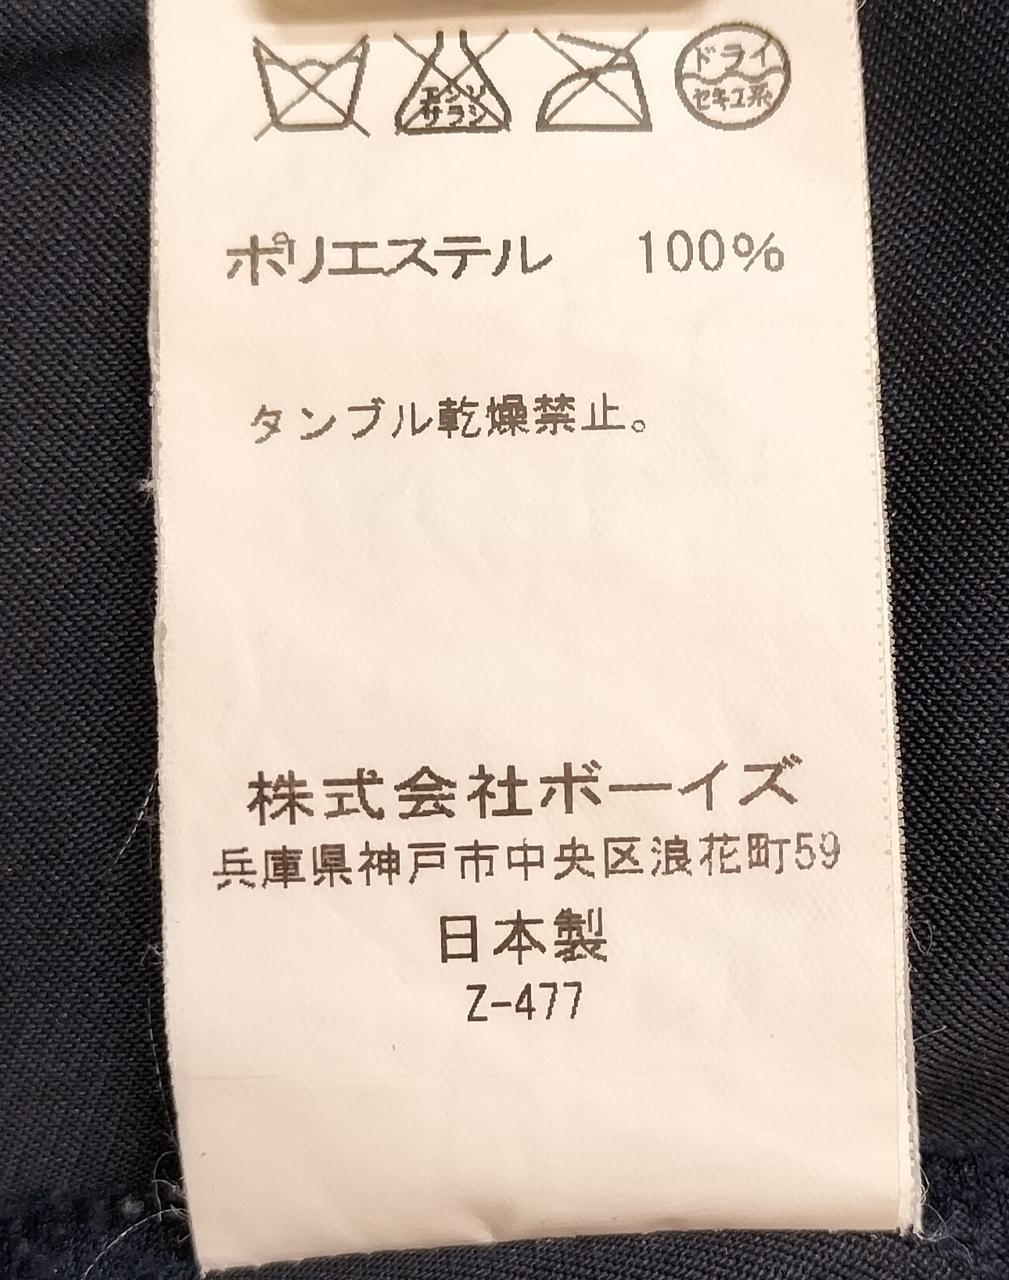 エンソ
サラシ
ドライ
セキユ系
ポリエステル 100%
タンブル乾燥禁止。
株式会社ボーイズ
兵庫県神戸市中央区浪花町59
日本製
Z-477